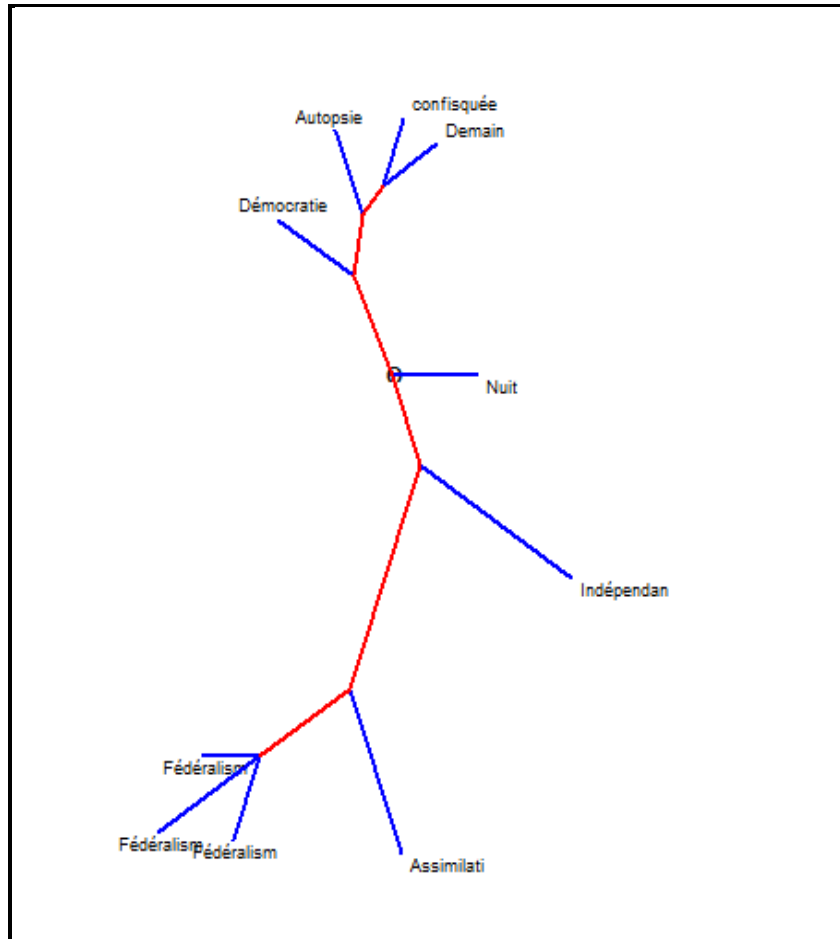 confisquée
Autopsie
Demain
Démocratie
Nuit
Indépendan
Fédéralism
Fédéralism
Fédéralism
Assimilati